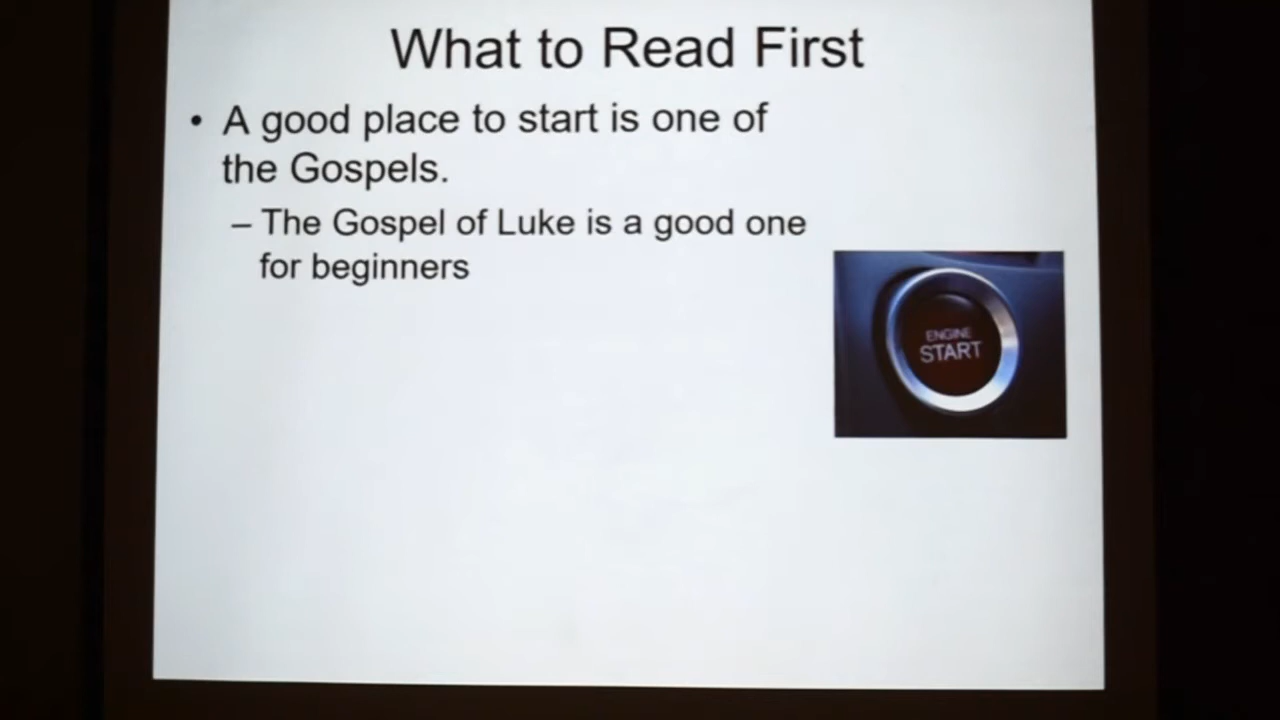 What to Read First
• A good place to start is one of
the Gospels.
– The Gospel of Luke is a good one
for beginners
ENGINE
START